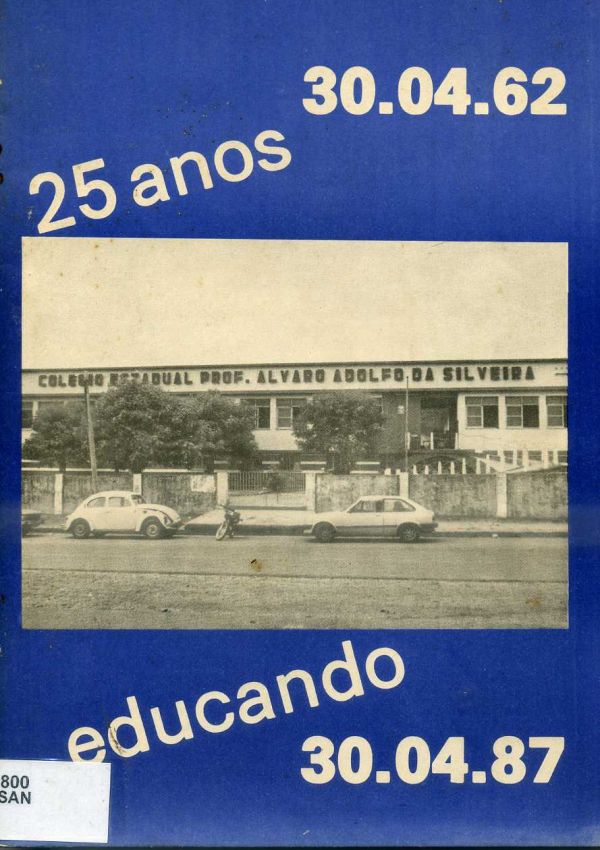 30.04.62
25 anos
COLEGIO ESTADUAL PROF. ALVARO ADOLFO DA SILVEIRA
educando
30.04.87
800
SAN